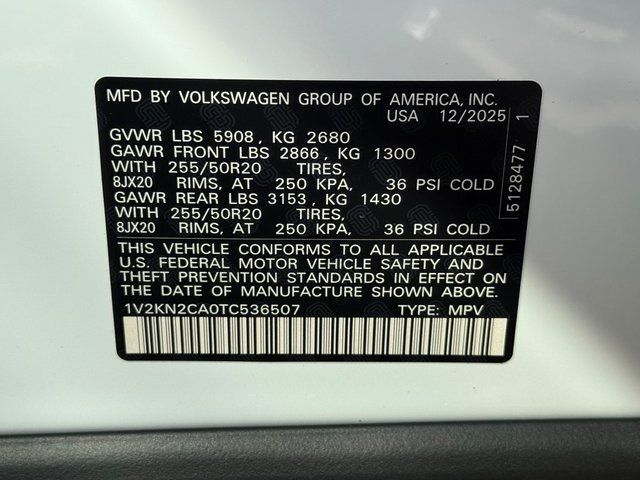 MFD BY VOLKSWAGEN GROUP OF AMERICA, INC.
USA 12/2025
GVWR LBS 5908, KG 2680
GAWR FRONT LBS 2866, KG 1300
WITH 255/50R20 TIRES,
8JX20 RIMS, AT 250 KPA, 36 PSI COLD
GAWR REAR LBS 3153, KG 1430
WITH 255/50R20 TIRES,
8JX20 RIMS, AT 250 KPA, 36 PSI COLD
THIS VEHICLE CONFORMS TO ALL APPLICABLE
U.S. FEDERAL MOTOR VEHICLE SAFETY AND
THEFT PREVENTION STANDARDS IN EFFECT ON
THE DATE OF MANUFACTURE SHOWN ABOVE.
1V2KN2CA0TC536507 TYPE: MPV
5128477 1